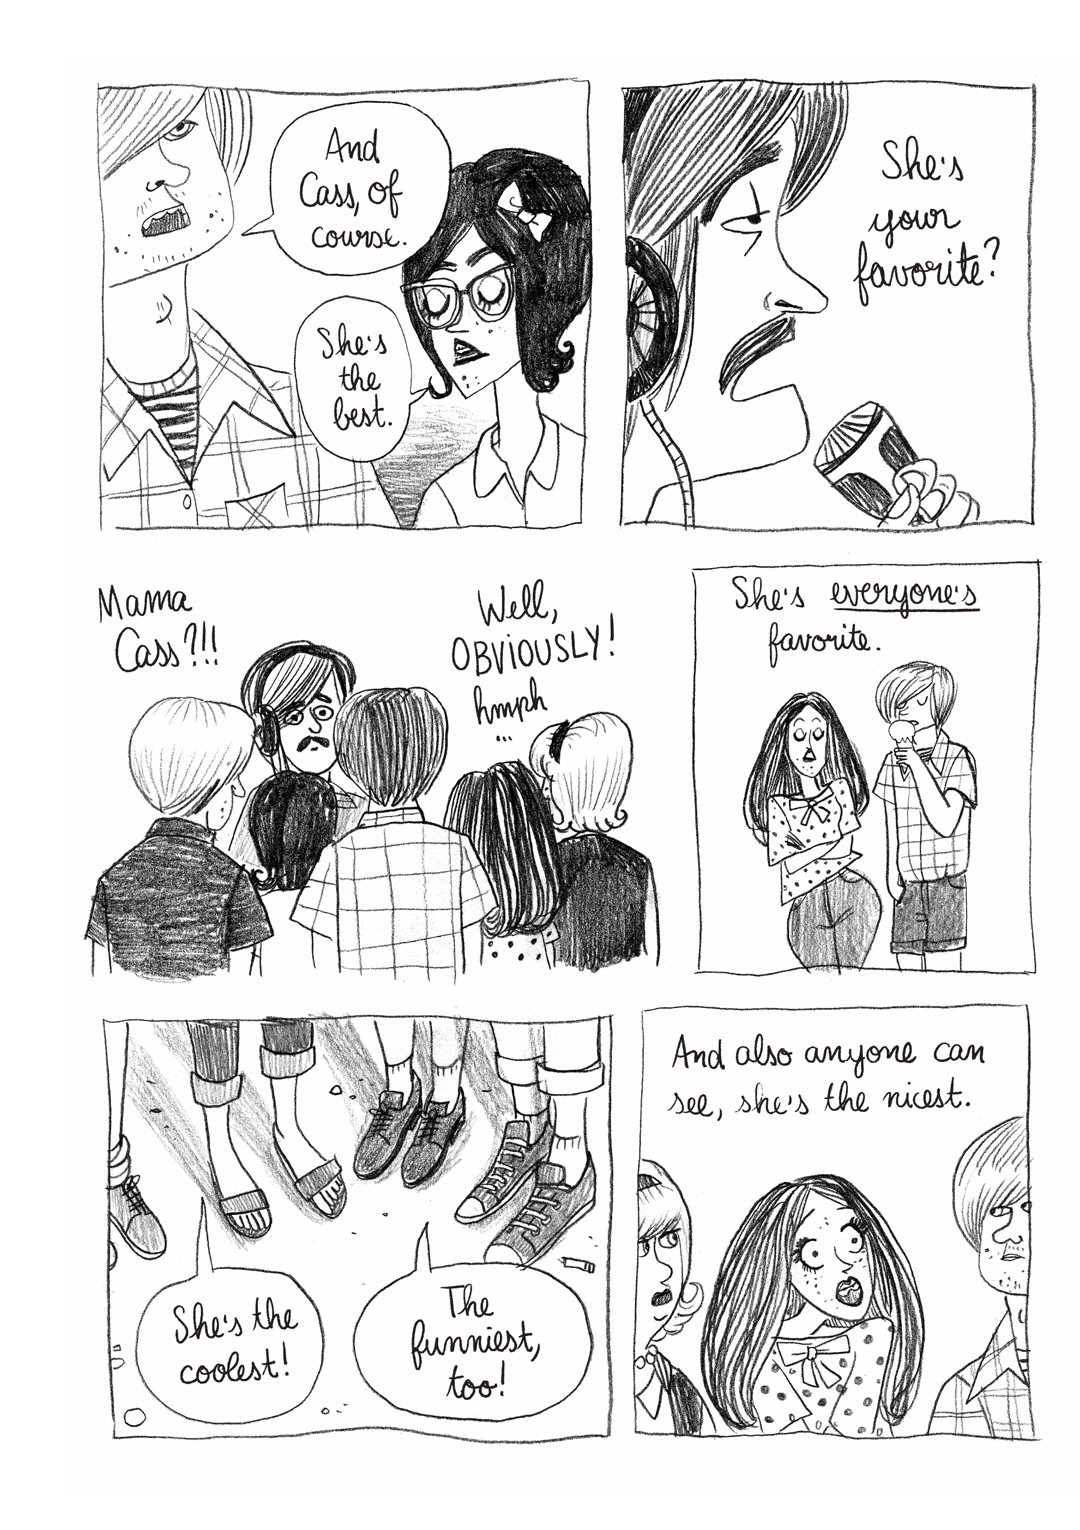 And
Cass, of
course.
She's
the
best.
She's
your
favorite?
Mama
Cass?!!
Well,
OBViOUSLY!
hmph
...
She's everyone's
favorite.
She's the
coolest!
The
funniest,
too!
And also anyone can
see, she's the nicest.